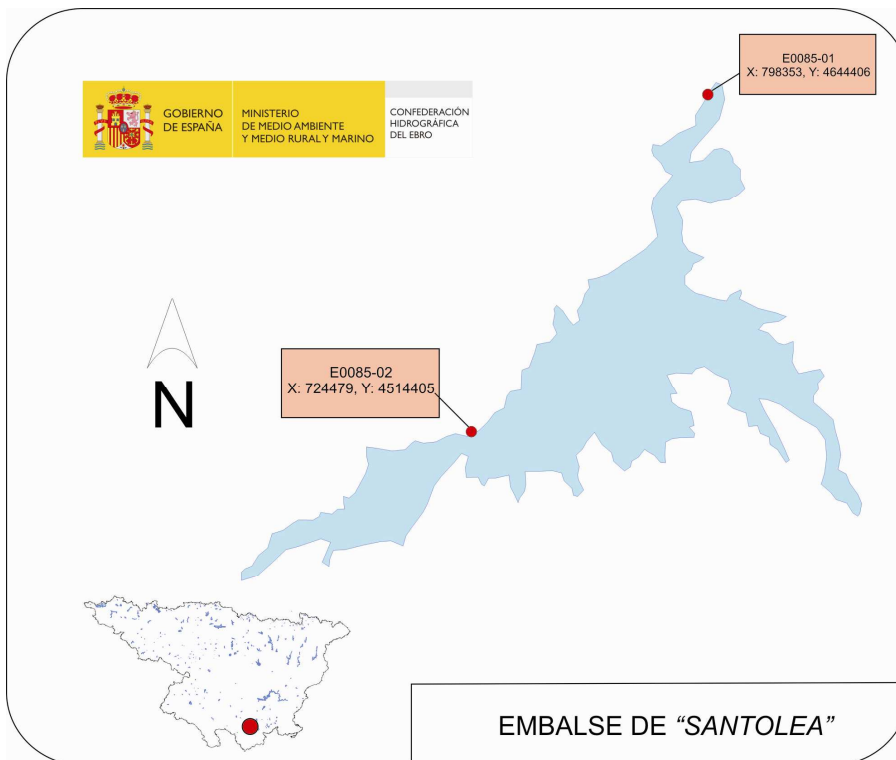 E0085-01
X: 798353, Y: 4644406
GOBIERNO
DE ESPAÑA
MINISTERIO
DE MEDIO AMBIENTE
Y MEDIO RURAL Y MARINO
CONFEDERACIÓN
HIDROGRÁFICA
DEL EBRO
E0085-02
X: 724479, Y: 4514405
N
EMBALSE DE "SANTOLEA"